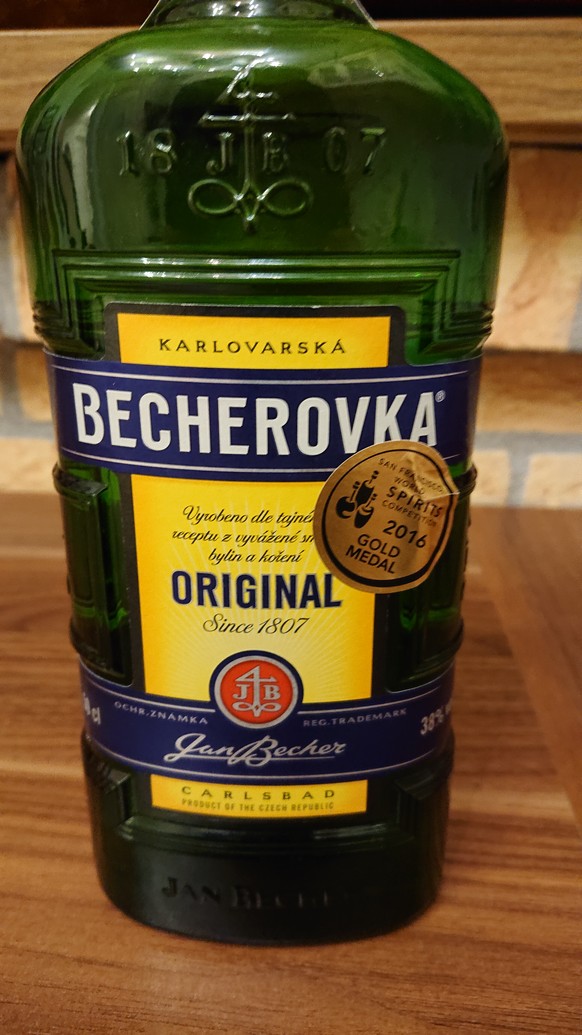 18 JB 07
KARLOVARSKÁ
BECHEROVKA®
SAN FRANCISCO
WORLD
SPIRITS
COMPETITION
2016
GOLD
MEDAL
Vyrobeno dle
receptu z vyvážené
bylin a koření
ORIGINAL
Since 1807
JB
OCHR.ZNÁMKA
REG.TRADEMARK
cl
38%
Jan Becher
CARLSBAD
PRODUCT OF THE CZECH REPUBLIC
JAN